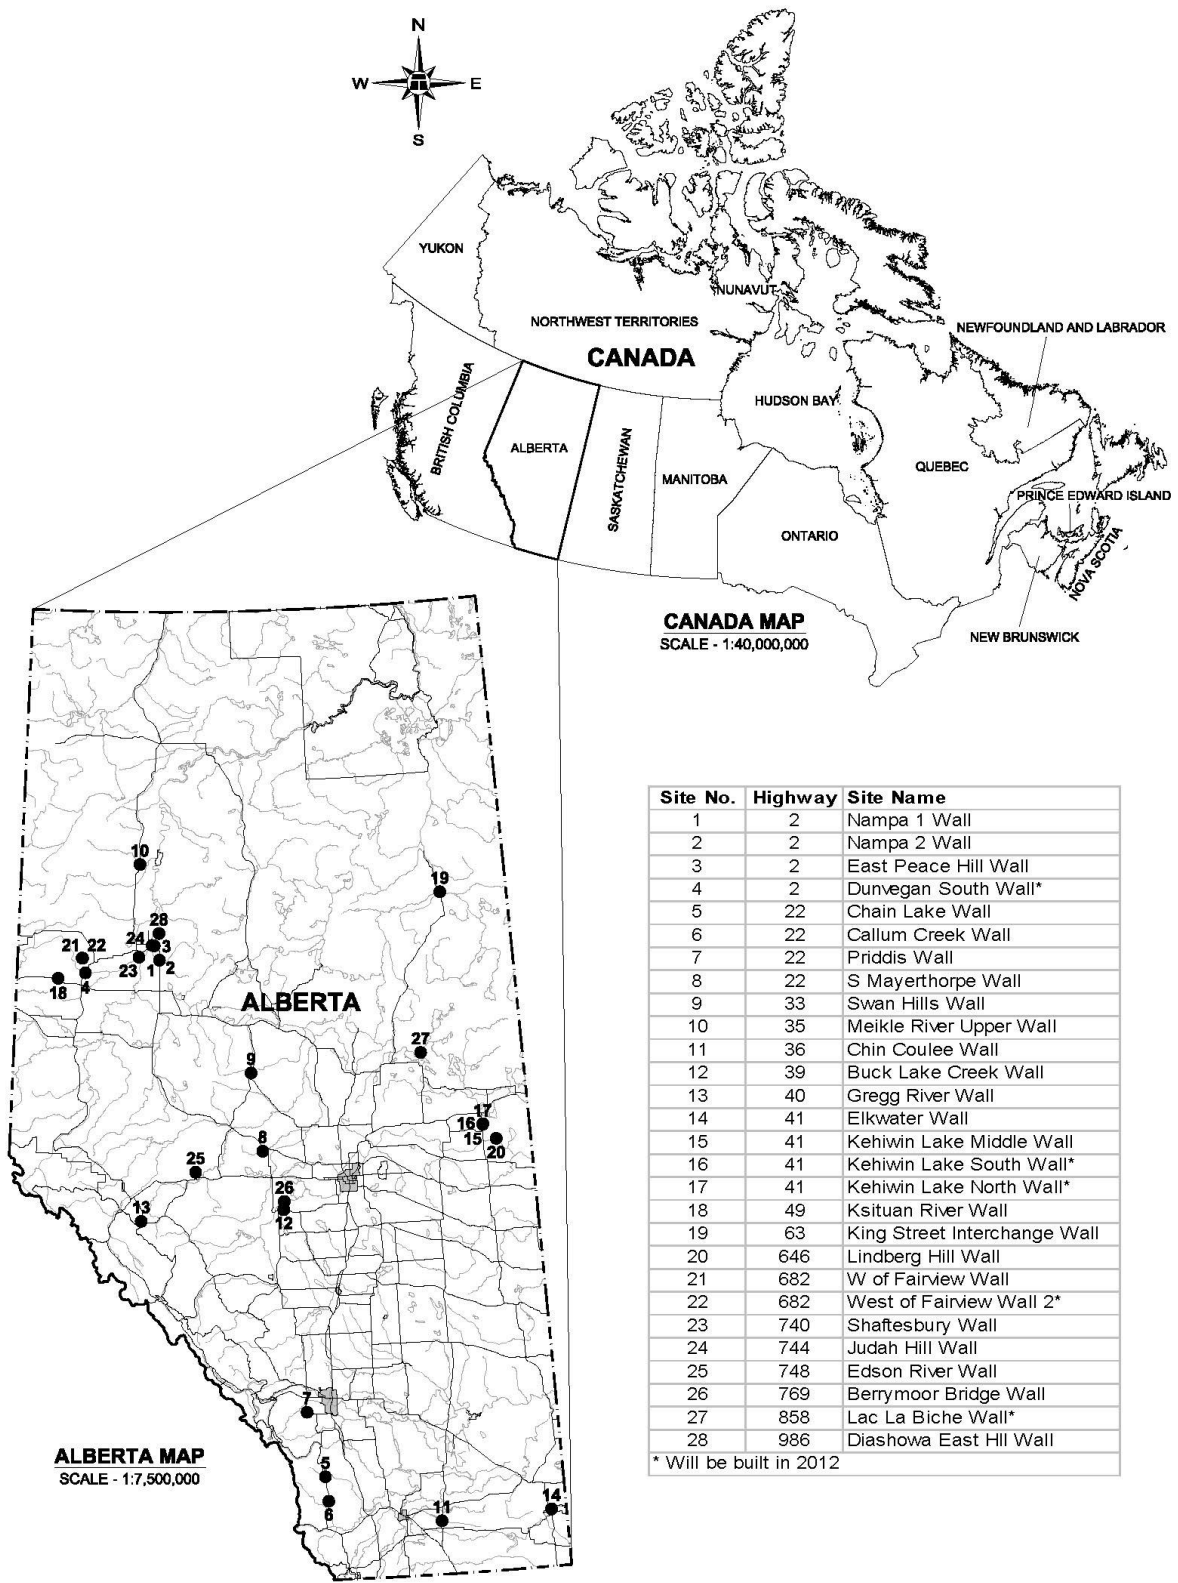 N
W E
S
YUKON
NUNAVUT
NORTHWEST TERRITORIES
NEWFOUNDLAND AND LABRADOR
CANADA
HUDSON BAY
BRITISH COLUMBIA
ALBERTA
SASKATCHEWAN
MANITOBA
QUEBEC
PRINCE EDWARD ISLAND
ONTARIO
NOVA SCOTIA
NEW BRUNSWICK
CANADA MAP
SCALE - 1:40,000,000
10
19
28
24 3
21 22
23 1 2
18 4
ALBERTA
27
9
17
16
15 20
8
25
26
12
13
7
5
6
11
14
ALBERTA MAP
SCALE - 1:7,500,000
Site No. Highway Site Name
1 2 Nampa 1 Wall
2 2 Nampa 2 Wall
3 2 East Peace Hill Wall
4 2 Dunvegan South Wall*
5 22 Chain Lake Wall
6 22 Callum Creek Wall
7 22 Priddis Wall
8 22 S Mayerthorpe Wall
9 33 Swan Hills Wall
10 35 Meikle River Upper Wall
11 36 Chin Coulee Wall
12 39 Buck Lake Creek Wall
13 40 Gregg River Wall
14 41 Elkwater Wall
15 41 Kehiwin Lake Middle Wall
16 41 Kehiwin Lake South Wall*
17 41 Kehiwin Lake North Wall*
18 49 Ksituan River Wall
19 63 King Street Interchange Wall
20 646 Lindberg Hill Wall
21 682 W of Fairview Wall
22 682 West of Fairview Wall 2*
23 740 Shaftesbury Wall
24 744 Judah Hill Wall
25 748 Edson River Wall
26 769 Berrymoor Bridge Wall
27 858 Lac La Biche Wall*
28 986 Diashowa East Hll Wall
* Will be built in 2012